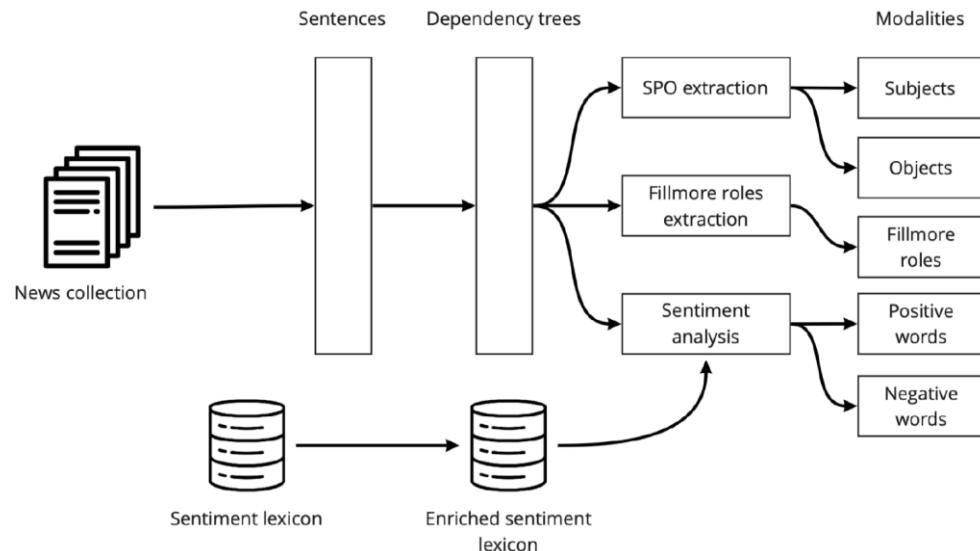 Sentences
Dependency trees
Modalities
SPO extraction
Subjects
Objects
Fillmore roles
extraction
Fillmore
roles
News collection
Sentiment
analysis
Positive
words
Negative
words
Sentiment lexicon
Enriched sentiment
lexicon